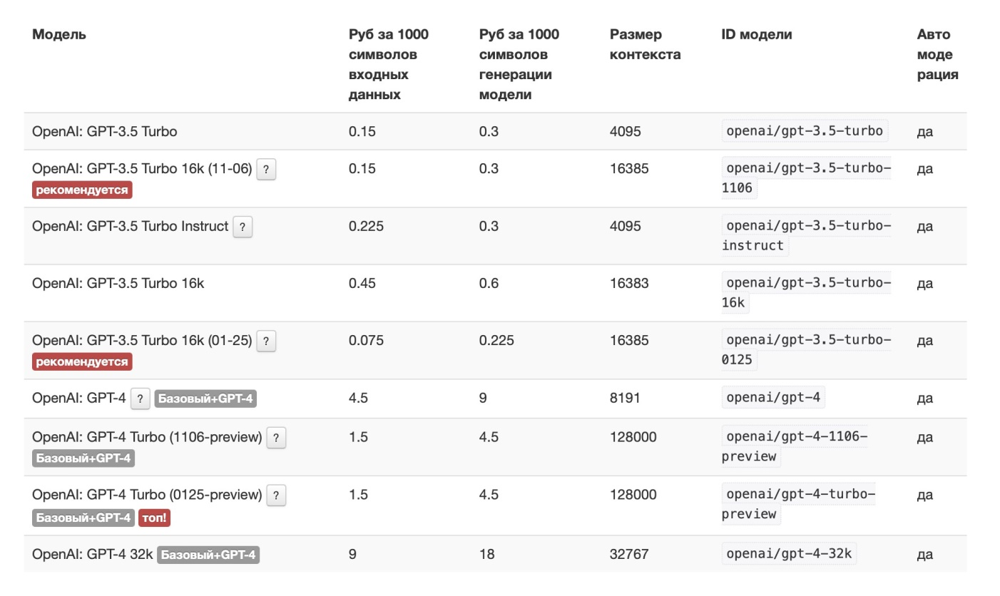 Модель
Руб за 1000
символов
входных
данных
Руб за 1000
символов
генерации
модели
Размер
контекста
ID модели
Авто
моде
рация
OpenAI: GPT-3.5 Turbo
0.15
0.3
4095
openai/gpt-3.5-turbo
да
OpenAI: GPT-3.5 Turbo 16k (11-06) ?
рекомендуется
0.15
0.3
16385
openai/gpt-3.5-turbo-
1106
да
OpenAI: GPT-3.5 Turbo Instruct ?
0.225
0.3
4095
openai/gpt-3.5-turbo-
instruct
да
OpenAI: GPT-3.5 Turbo 16k
0.45
0.6
16383
openai/gpt-3.5-turbo-
16k
да
OpenAI: GPT-3.5 Turbo 16k (01-25) ?
рекомендуется
0.075
0.225
16385
openai/gpt-3.5-turbo-
0125
да
OpenAI: GPT-4 ? Базовый+GPT-4
4.5
9
8191
openai/gpt-4
да
OpenAI: GPT-4 Turbo (1106-preview) ?
Базовый+GPT-4
1.5
4.5
128000
openai/gpt-4-1106-
preview
да
OpenAI: GPT-4 Turbo (0125-preview) ?
Базовый+GPT-4 топ!
1.5
4.5
128000
openai/gpt-4-turbo-
preview
да
OpenAI: GPT-4 32k Базовый+GPT-4
9
18
32767
openai/gpt-4-32k
да